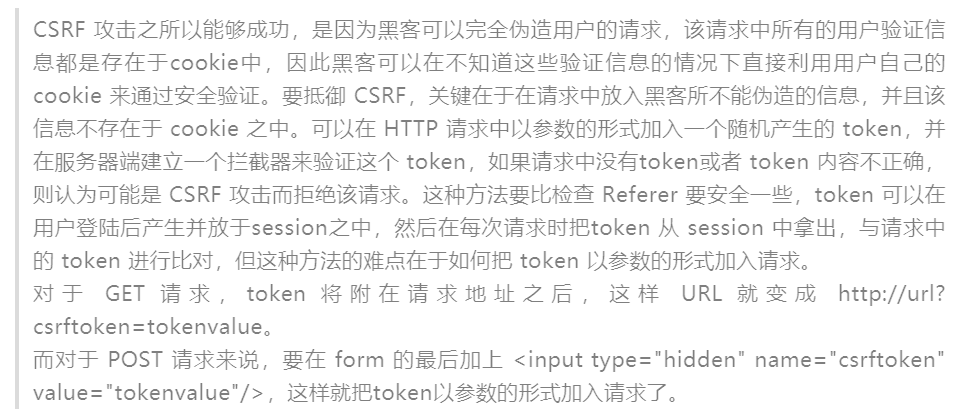 CSRF 攻击之所以能够成功，是因为黑客可以完全伪造用户的请求，该请求中所有的用户验证信
息都是存在于cookie中，因此黑客可以在不知道这些验证信息的情况下直接利用用户自己的
cookie 来通过安全验证。要抵御 CSRF，关键在于在请求中放入黑客所不能伪造的信息，并且该
信息不存在于 cookie 之中。可以在 HTTP 请求中以参数的形式加入一个随机产生的 token，并
在服务器端建立一个拦截器来验证这个 token，如果请求中没有token或者 token 内容不正确，
则认为可能是 CSRF 攻击而拒绝该请求。这种方法要比检查 Referer 要安全一些，token 可以在
用户登陆后产生并放于session之中，然后在每次请求时把token 从 session 中拿出，与请求中
的 token 进行比对，但这种方法的难点在于如何把 token 以参数的形式加入请求。
对于 GET 请求，token 将附在请求地址之后，这样 URL 就变成 http://url?
csrftoken=tokenvalue。
而对于 POST 请求来说，要在 form 的最后加上 <input type="hidden" name="csrftoken"
value="tokenvalue"/>，这样就把token以参数的形式加入请求了。